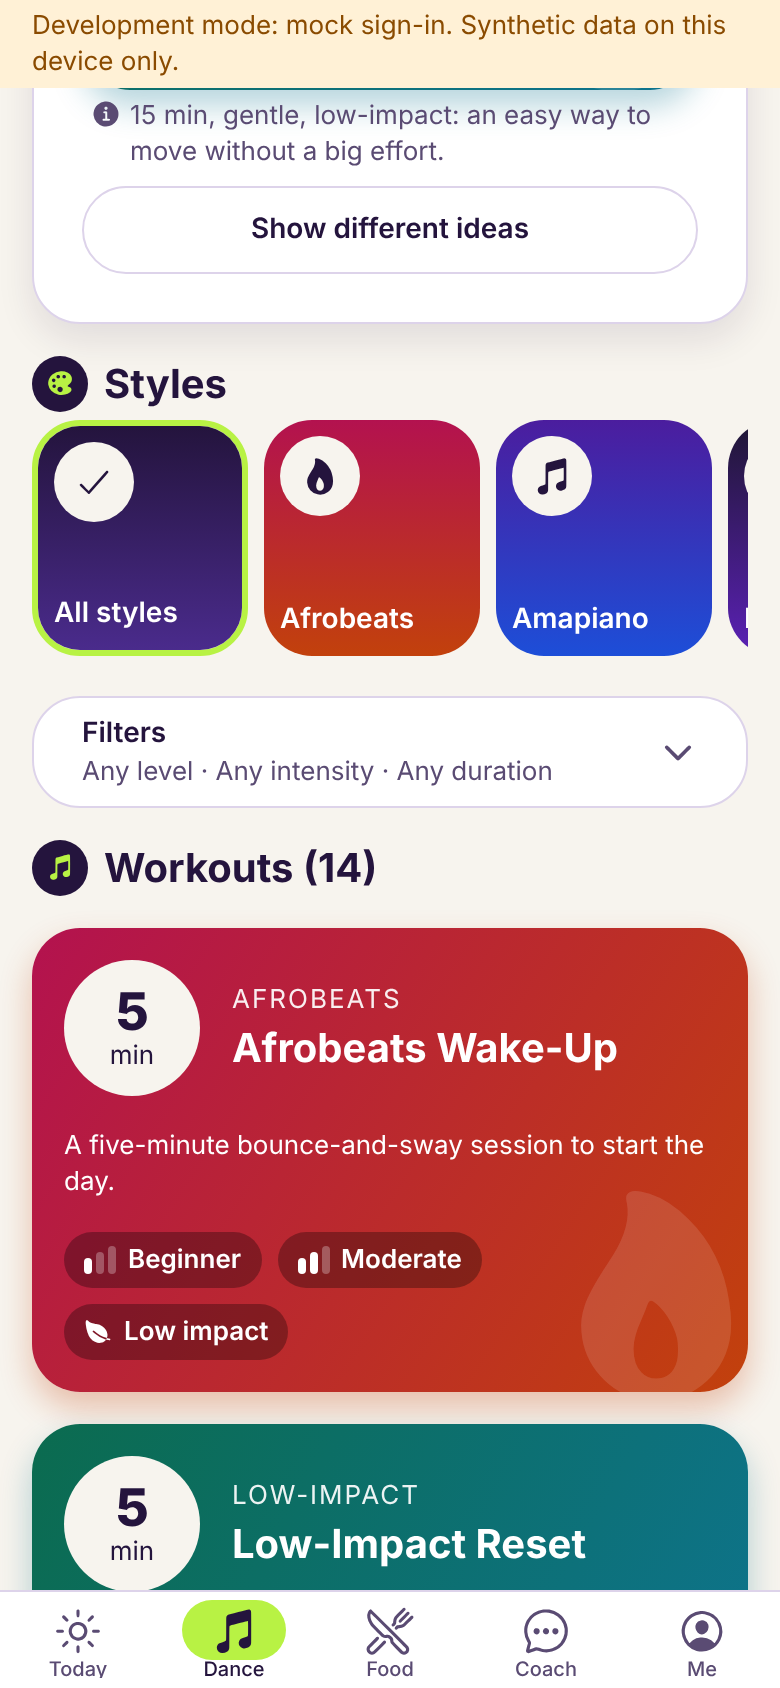 Development mode: mock sign-in. Synthetic data on this
device only.
15 min, gentle, low-impact: an easy way to
move without a big effort.
Show different ideas
Styles
All styles
Afrobeats
Amapiano
Filters
Any level · Any intensity · Any duration
Workouts (14)
5
min
AFROBEATS
Afrobeats Wake-Up
A five-minute bounce-and-sway session to start the
day.
Beginner
Moderate
Low impact
5
min
LOW-IMPACT
Low-Impact Reset
Today
Dance
Food
Coach
Me